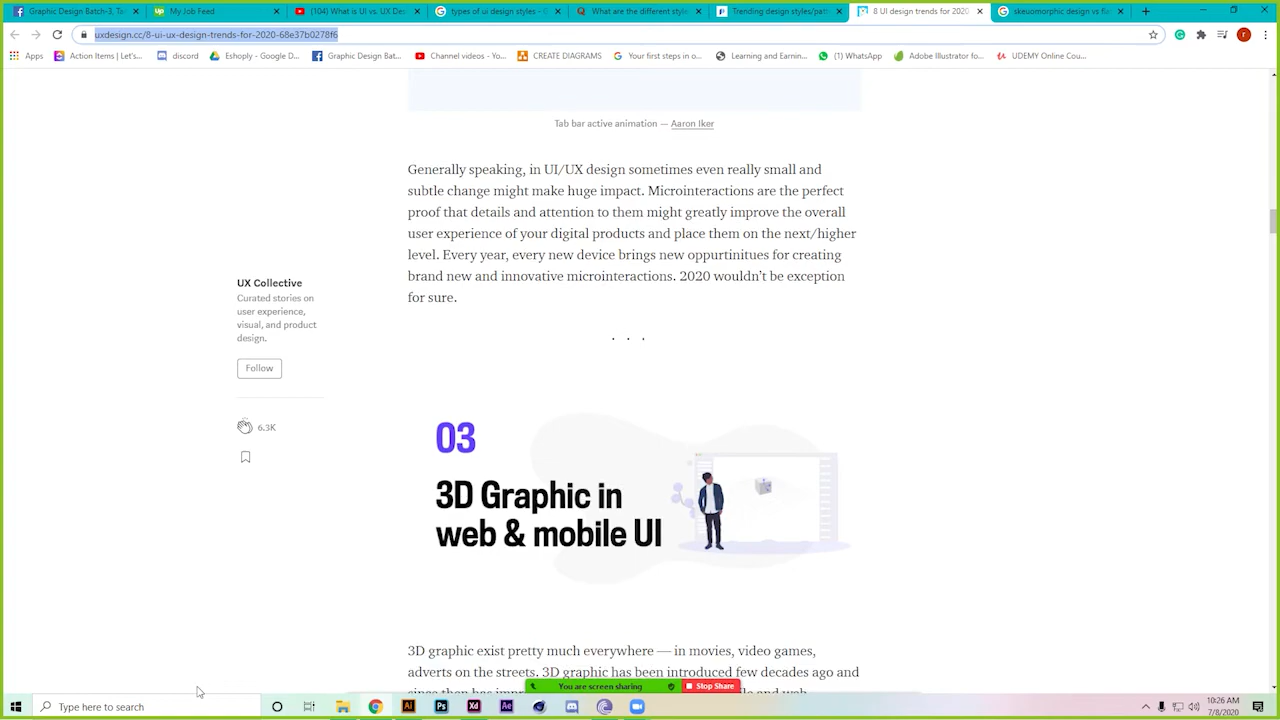 Graphic Design Batch-3, Ta
My Job Feed
(104) What is UI vs. UX De
types of ui design styles - G
What are the different style
Trending design styles/patt
8 UI design trends for 2020
skeuomorphic design vs fla
uxdesign.cc/8-ui-ux-design-trends-for-2020-68e37b0278f6
Apps
Action Items | Let's...
discord
Eshoply - Google D...
Graphic Design Bat...
Channel videos - Yo...
CREATE DIAGRAMS
Your first steps in o...
Learning and Earnin...
(1) WhatsApp
Adobe Illustrator fo...
UDEMY Online Cou...
Tab bar active animation — Aaron Iker
Generally speaking, in UI/UX design sometimes even really small and
subtle change might make huge impact. Microinteractions are the perfect
proof that details and attention to them might greatly improve the overall
user experience of your digital products and place them on the next/higher
level. Every year, every new device brings new oppurtinitues for creating
brand new and innovative microinteractions. 2020 wouldn't be exception
for sure.
. . .
UX Collective
Curated stories on
user experience,
visual, and product
design.
Follow
6.3K
03
3D Graphic in
web & mobile UI
3D graphic exist pretty much everywhere — in movies, video games,
adverts on the streets. 3D graphic has been introduced few decades ago and
You are screen sharing
Stop Share
Type here to search
10:26 AM
7/8/2020